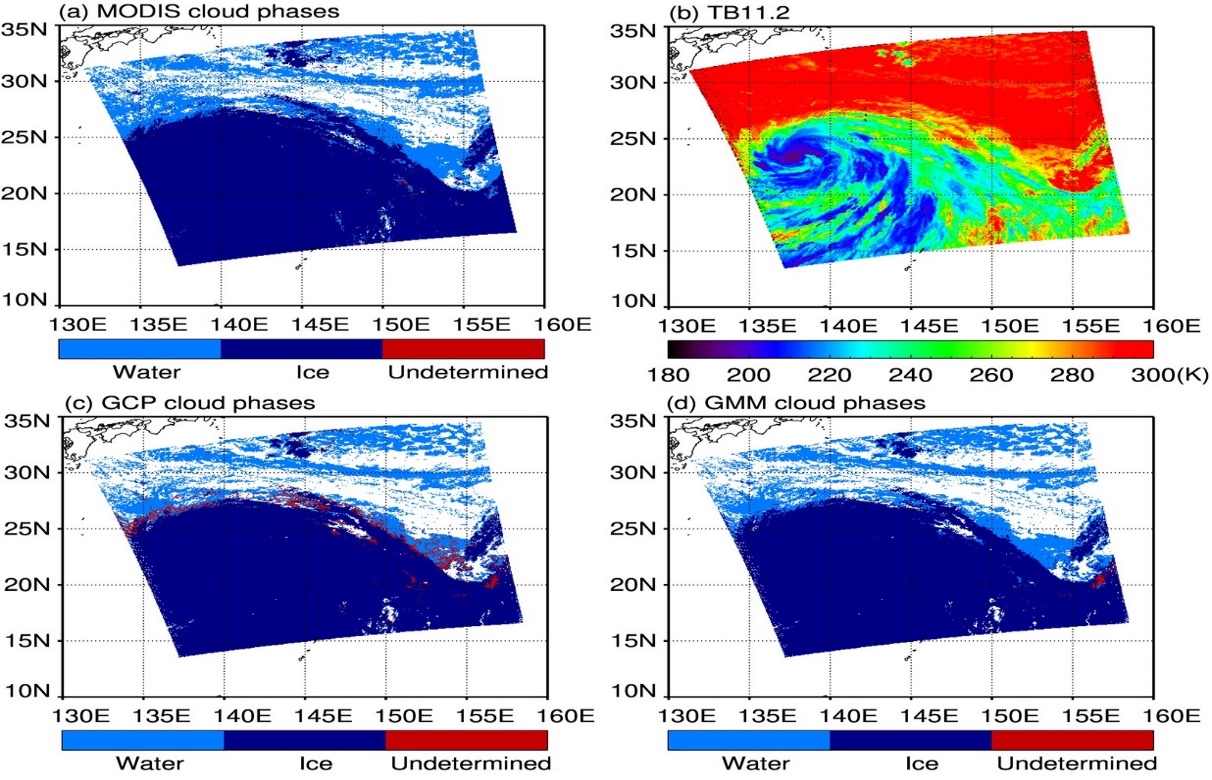 (a) MODIS cloud phases
35N
30N
25N
20N
15N
10N
130E 135E 140E 145E 150E 155E 160E
Water Ice Undetermined
(b) TB11.2
35N
30N
25N
20N
15N
10N
130E 135E 140E 145E 150E 155E 160E
180 200 220 240 260 280 300(K)
(c) GCP cloud phases
35N
30N
25N
20N
15N
10N
130E 135E 140E 145E 150E 155E 160E
Water Ice Undetermined
(d) GMM cloud phases
35N
30N
25N
20N
15N
10N
130E 135E 140E 145E 150E 155E 160E
Water Ice Undetermined